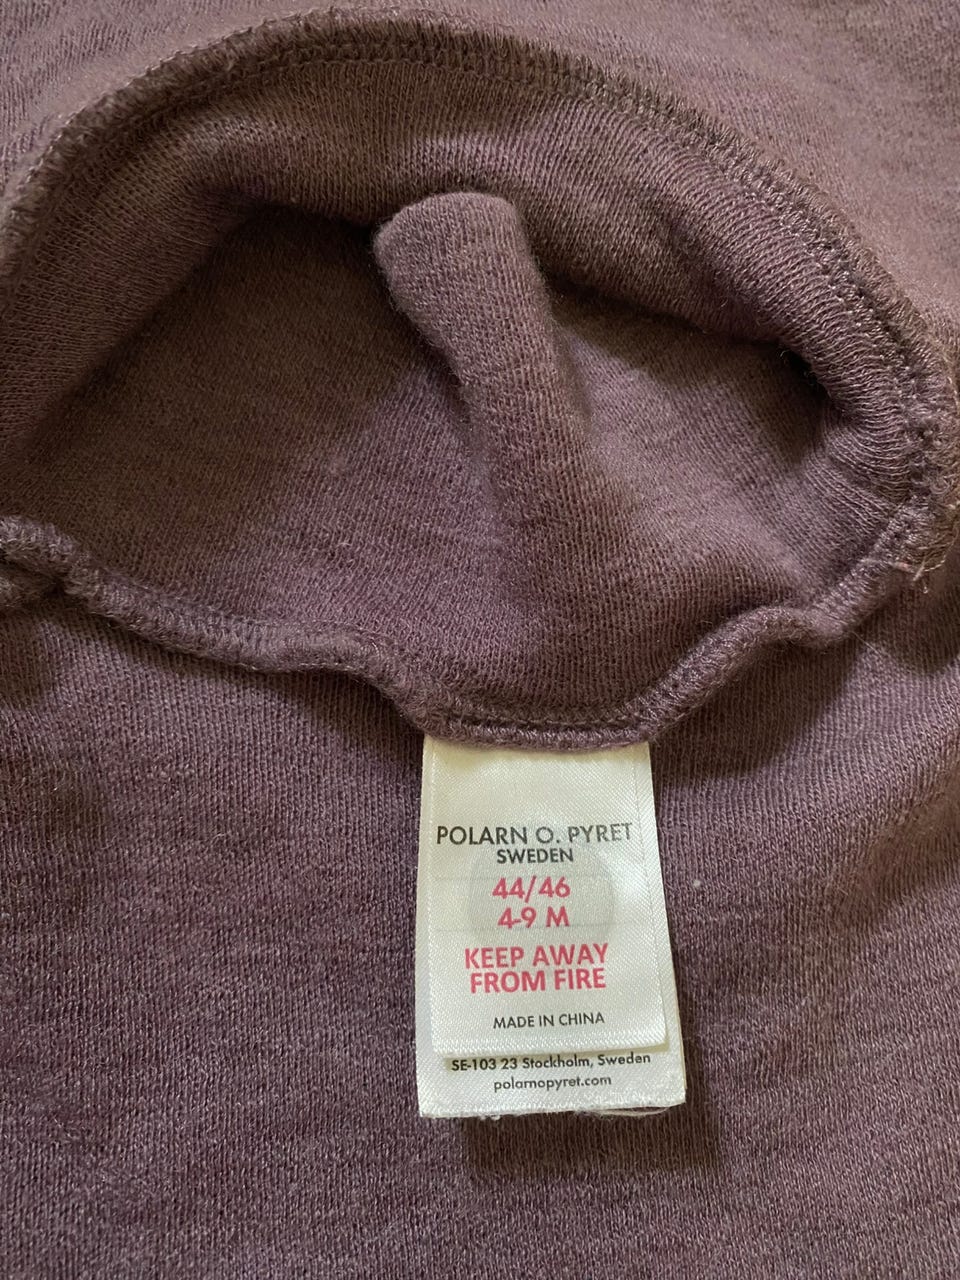 POLARN O. PYRET
SWEDEN
44/46
4-9 M
KEEP AWAY
FROM FIRE
MADE IN CHINA
SE-103 23 Stockholm, Sweden
polarnopyret.com